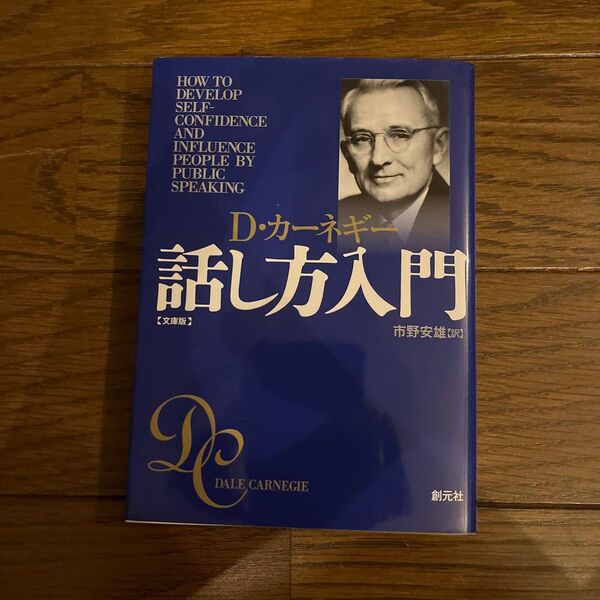 HOW TO
DEVELOP
SELF-
CONFIDENCE
AND
INFLUENCE
PEOPLE BY
PUBLIC
SPEAKING
D・カーネギー
話し方入門
【文庫版】
市野安雄【訳】
DC
DALE CARNEGIE
創元社